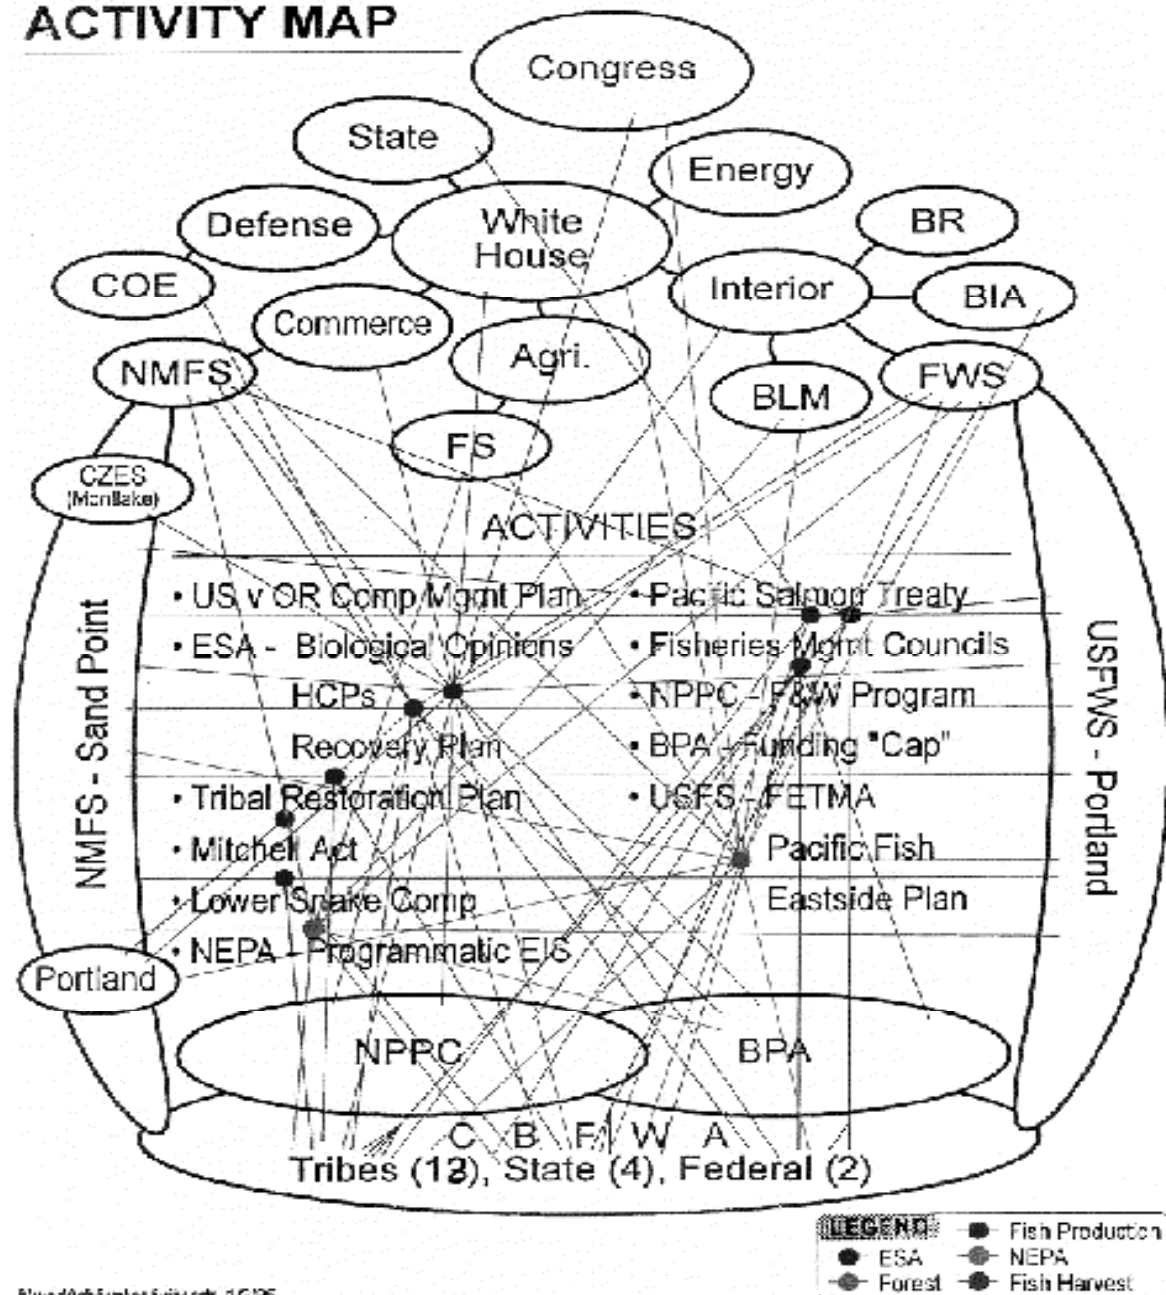 ACTIVITY MAP
Congress
State
Energy
White
House
Defense
BR
COE
Interior
BIA
Commerce
Agri.
NMFS
BLM
FWS
FS
CZES
(Montlake)
ACTIVITIES
• US v OR Comp Mgmt Plan
• ESA - Biological Opinions
HCPs
Recovery Plan
• Tribal Restoration Plan
• Mitchell Act
• Lower Snake Comp
• NEPA - Programmatic EIS
• Pacific Salmon Treaty
• Fisheries Mgmt Councils
• NPPC - F&W Program
• BPA - Funding "Cap"
• USFS - FETMA
Pacific Fish
Eastside Plan
NMFS - Sand Point
USFWS - Portland
Portland
NPPC
BPA
C B F W A
Tribes (13), State (4), Federal (2)
LEGEND
Fish Production
ESA
NEPA
Forest
Fish Harvest